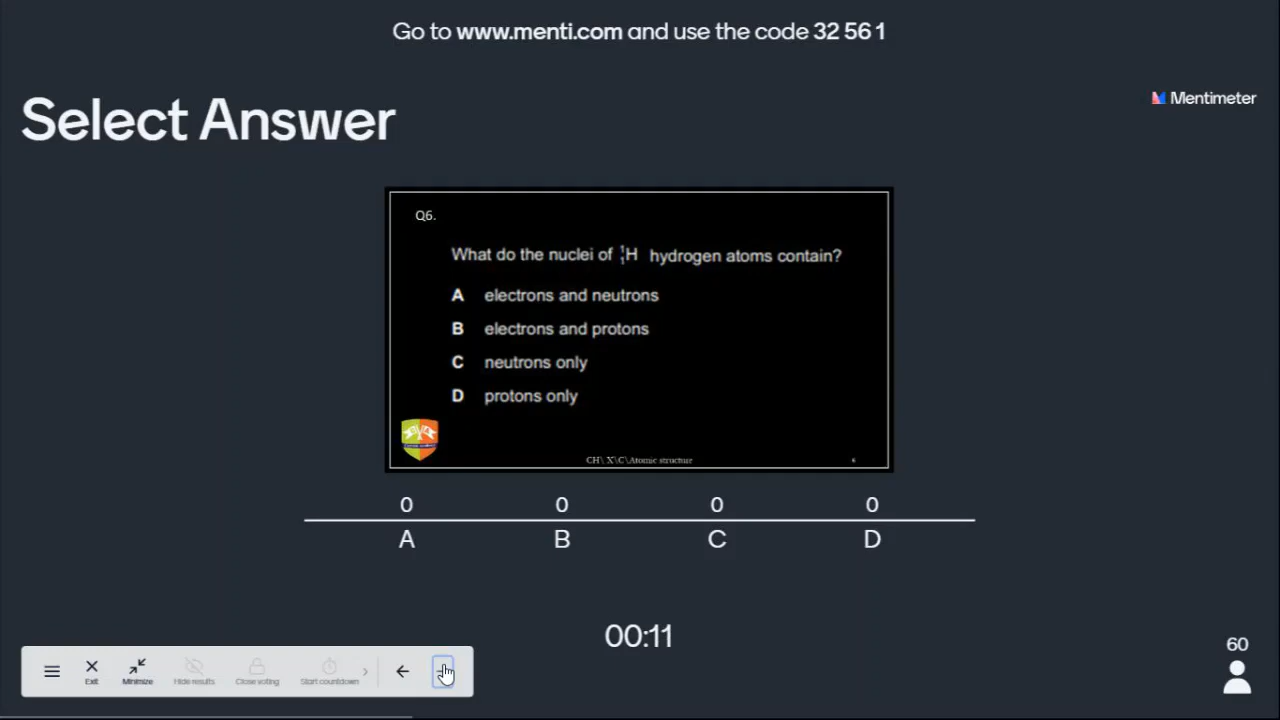 Go to www.menti.com and use the code 32 56 1
Select Answer
Mentimeter
Q6.
What do the nuclei of ¹₁H hydrogen atoms contain?
A electrons and neutrons
B electrons and protons
C neutrons only
D protons only
CH\ X\C\Atomic structure 6
0 0 0 0
A B C D
00:11
60
Exit Minimize Hide results Close voting Start countdown